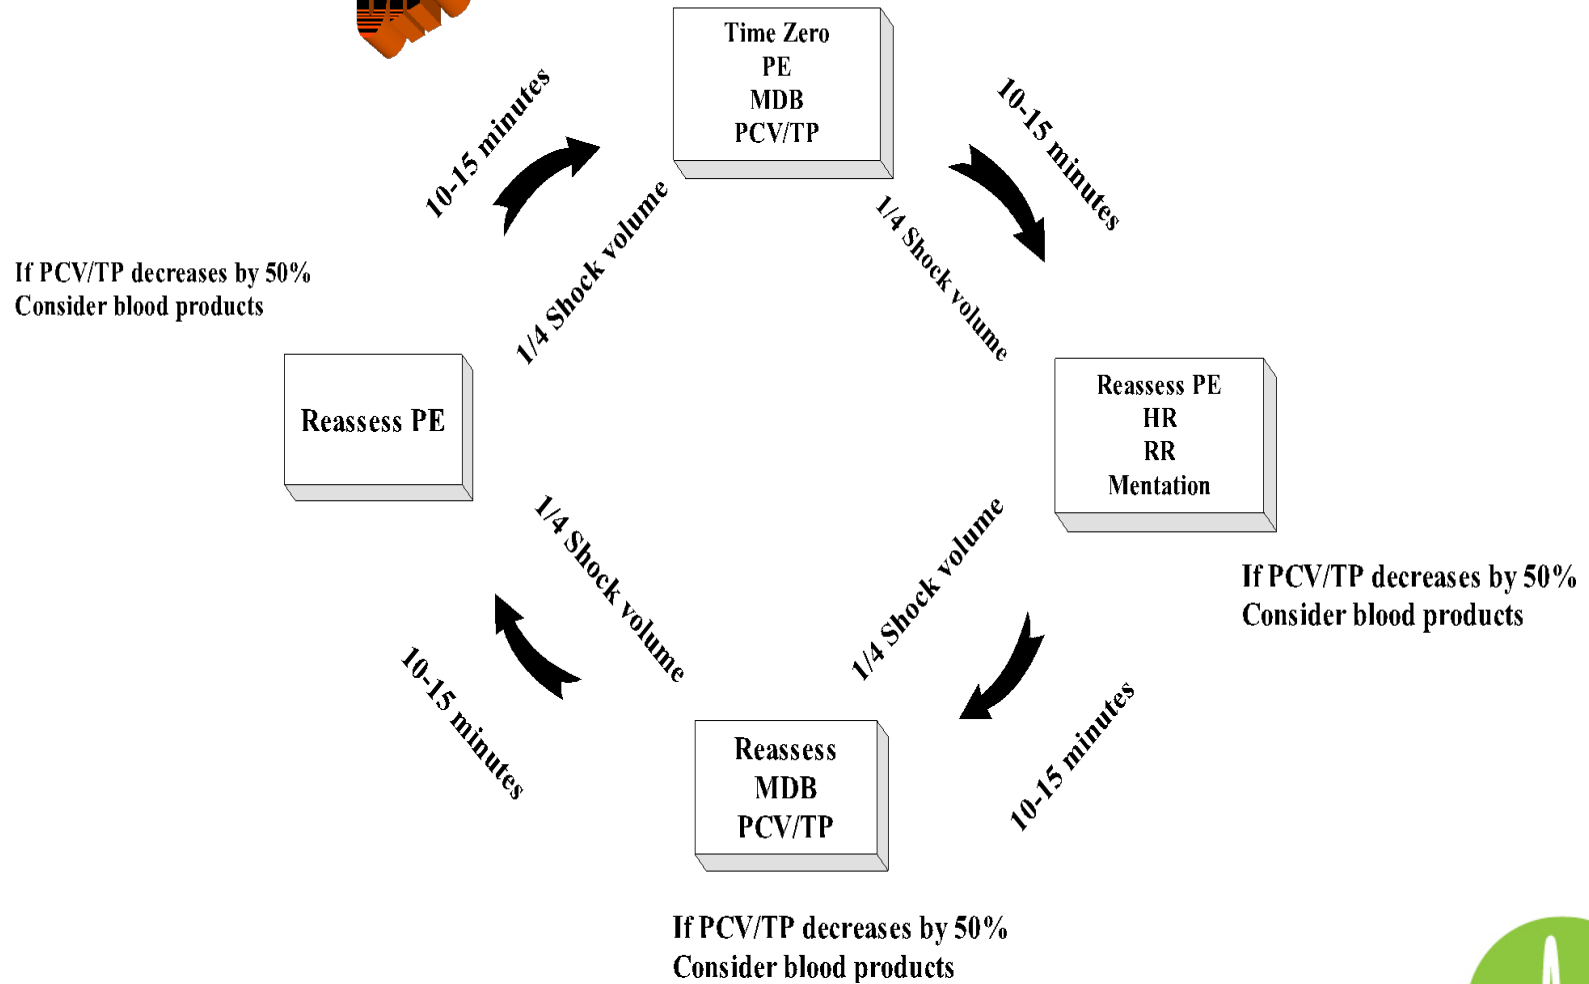 Time Zero
PE
MDB
PCV/TP
10-15 minutes
1/4 Shock volume
10-15 minutes
1/4 Shock volume
If PCV/TP decreases by 50%
Consider blood products
Reassess PE
Reassess PE
HR
RR
Mentation
If PCV/TP decreases by 50%
Consider blood products
1/4 Shock volume
10-15 minutes
1/4 Shock volume
10-15 minutes
Reassess
MDB
PCV/TP
If PCV/TP decreases by 50%
Consider blood products